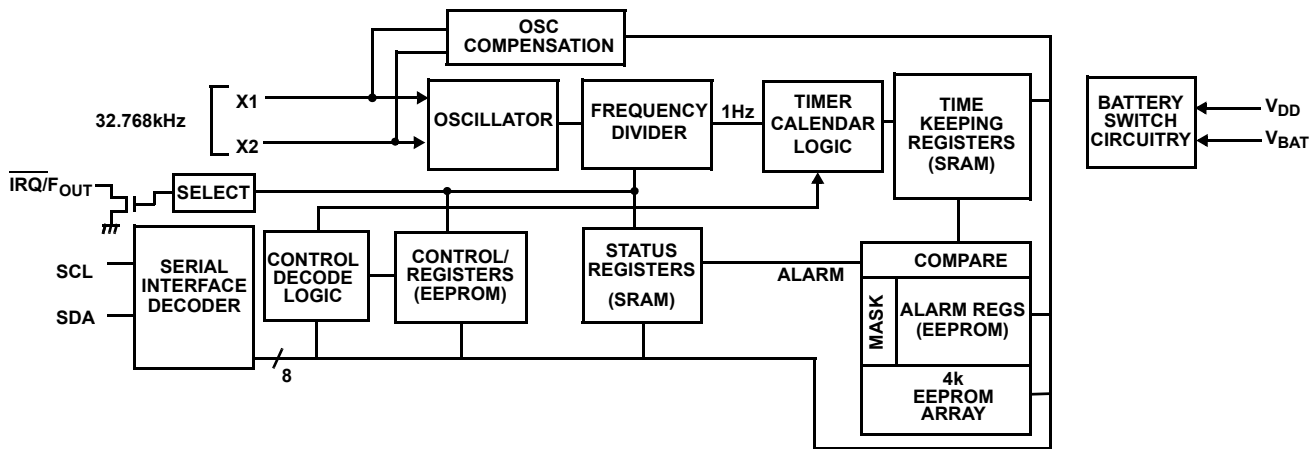 OSC
COMPENSATION
32.768kHz
X1
X2
OSCILLATOR
FREQUENCY
DIVIDER
1Hz
TIMER
CALENDAR
LOGIC
TIME
KEEPING
REGISTERS
(SRAM)
BATTERY
SWITCH
CIRCUITRY
VDD
VBAT
IRQ/FOUT
SELECT
SCL
SDA
SERIAL
INTERFACE
DECODER
CONTROL
DECODE
LOGIC
CONTROL/
REGISTERS
(EEPROM)
STATUS
REGISTERS
(SRAM)
ALARM
COMPARE
MASK
ALARM REGS
(EEPROM)
4k
EEPROM
ARRAY
8